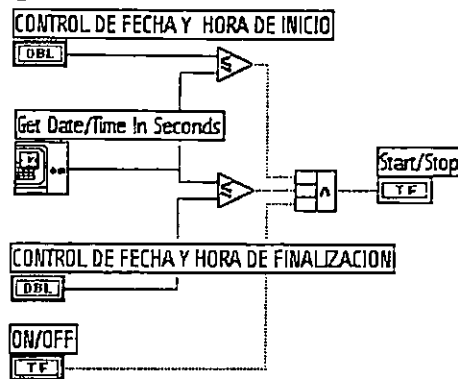 CONTROL DE FECHA Y HORA DE INICIO
DBL
≤
Get Date/Time In Seconds
≤
Start/Stop
∧
TF
CONTROL DE FECHA Y HORA DE FINALIZACION
DBL
ON/OFF
TF